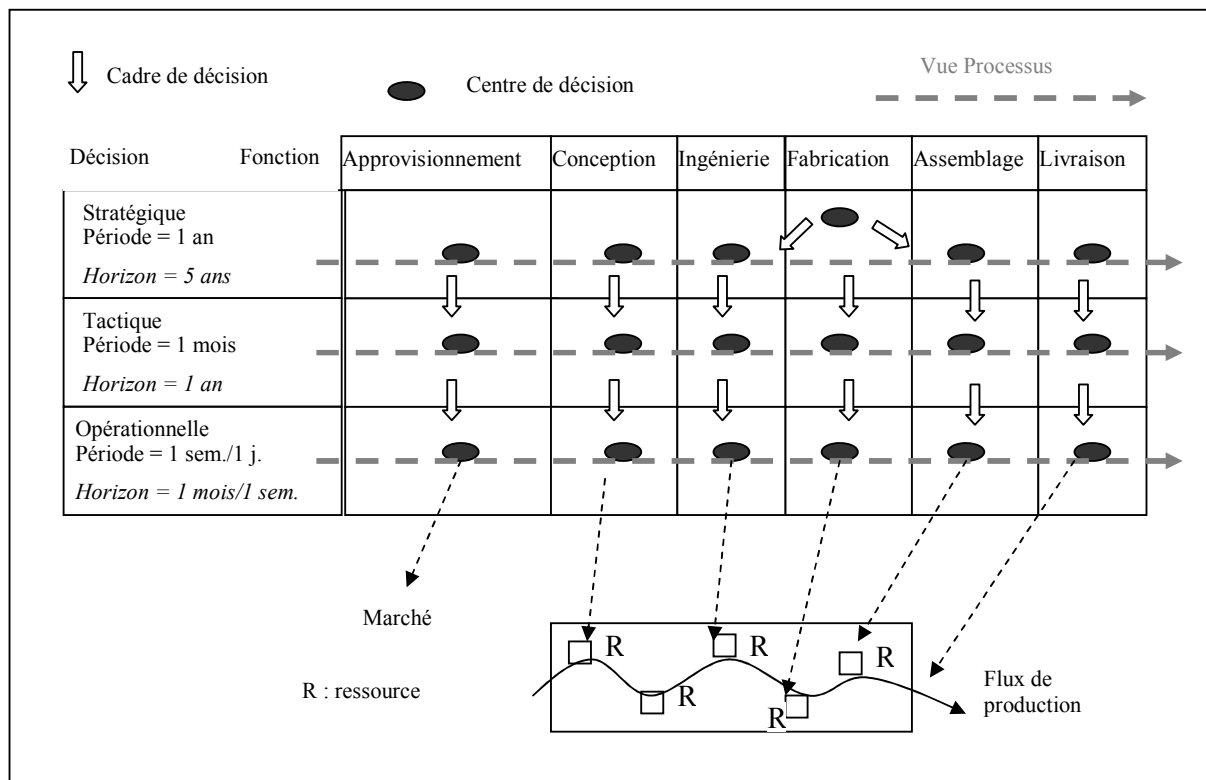 Cadre de décision
Centre de décision
Vue Processus
Décision Fonction Approvisionnement Conception Ingénierie Fabrication Assemblage Livraison
Stratégique
Période = 1 an
Horizon = 5 ans
Tactique
Période = 1 mois
Horizon = 1 an
Opérationnelle
Période = 1 sem./1 j.
Horizon = 1 mois/1 sem.
Marché
R : ressource
R
R
R
R
R
Flux de
production